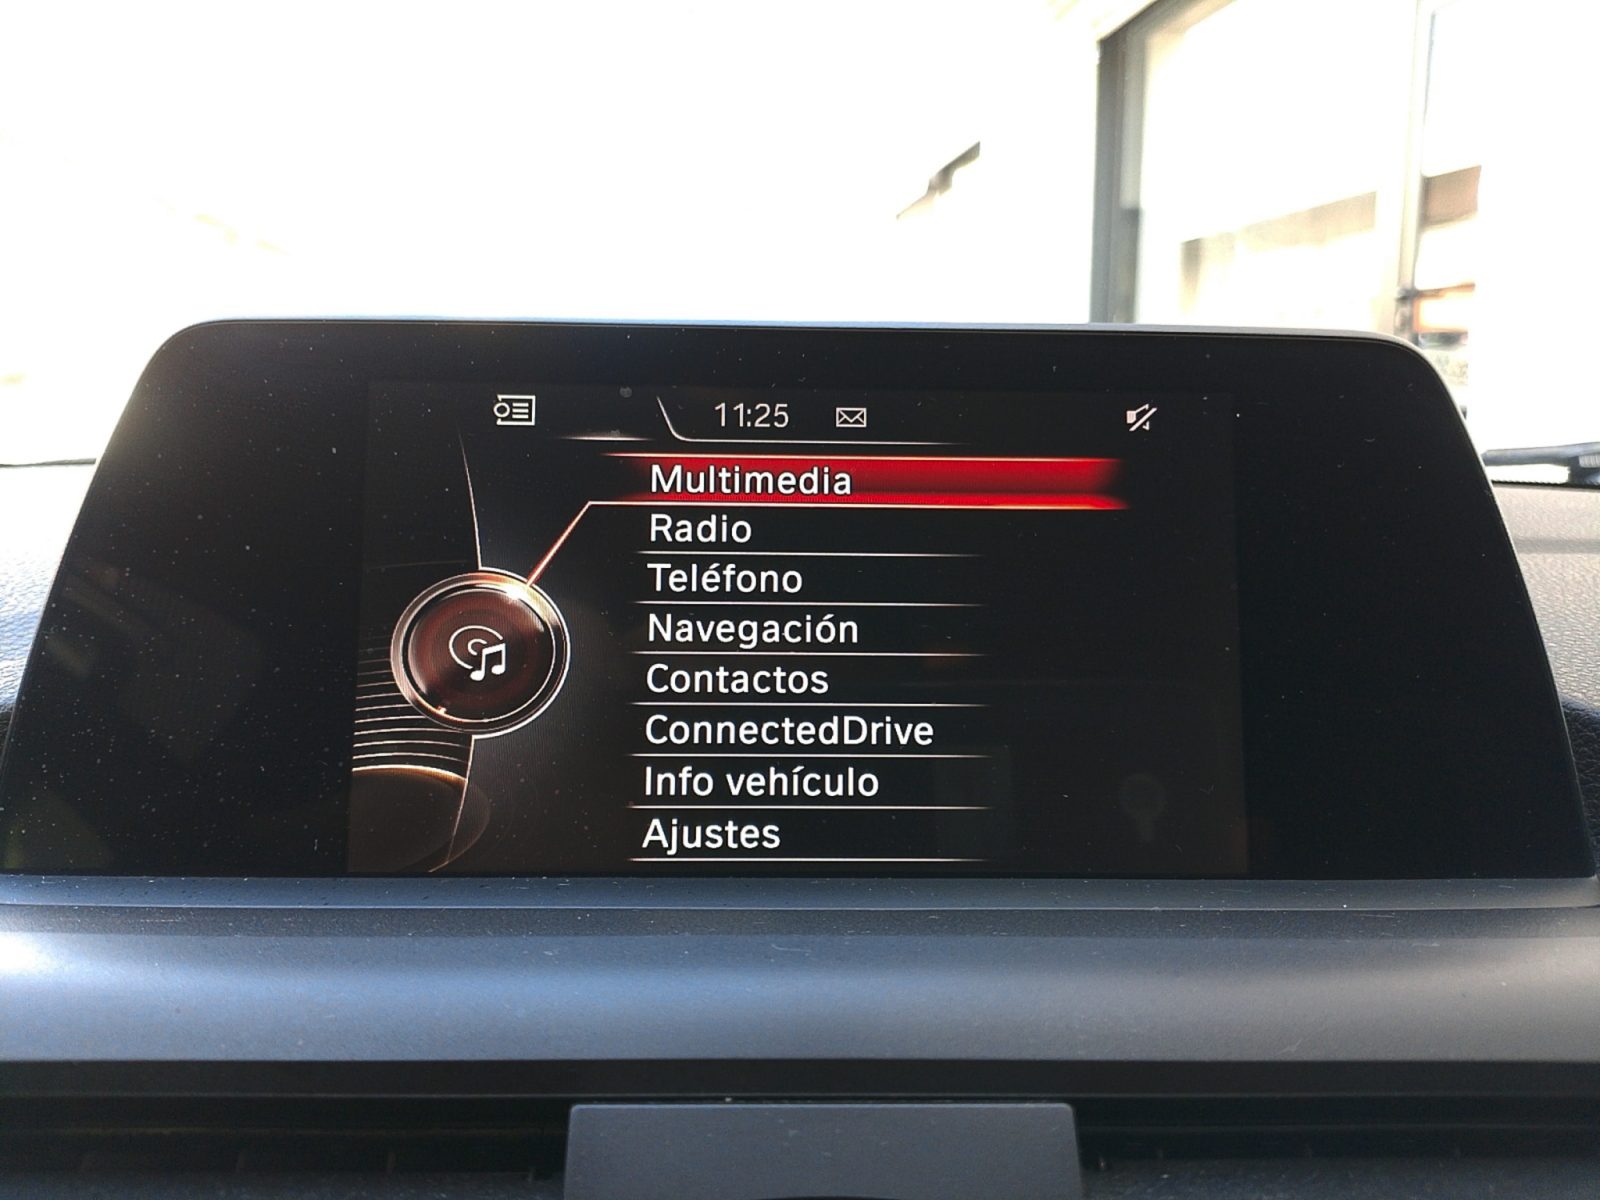 11:25
Multimedia
Radio
Teléfono
Navegación
Contactos
ConnectedDrive
Info vehículo
Ajustes